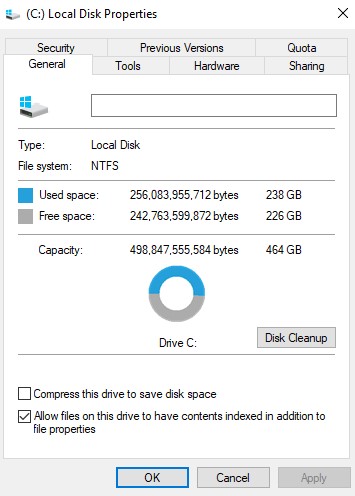 (C:) Local Disk Properties
Security Previous Versions Quota
General Tools Hardware Sharing
Type: Local Disk
File system: NTFS
Used space: 256,083,955,712 bytes 238 GB
Free space: 242,763,599,872 bytes 226 GB
Capacity: 498,847,555,584 bytes 464 GB
Drive C:
Disk Cleanup
Compress this drive to save disk space
Allow files on this drive to have contents indexed in addition to
file properties
OK Cancel Apply